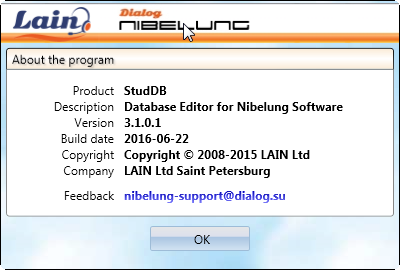 Lain Dialog NIBELUNG
About the program
Product StudDB
Description Database Editor for Nibelung Software
Version 3.1.0.1
Build date 2016-06-22
Copyright Copyright © 2008-2015 LAIN Ltd
Company LAIN Ltd Saint Petersburg
Feedback nibelung-support@dialog.su
OK